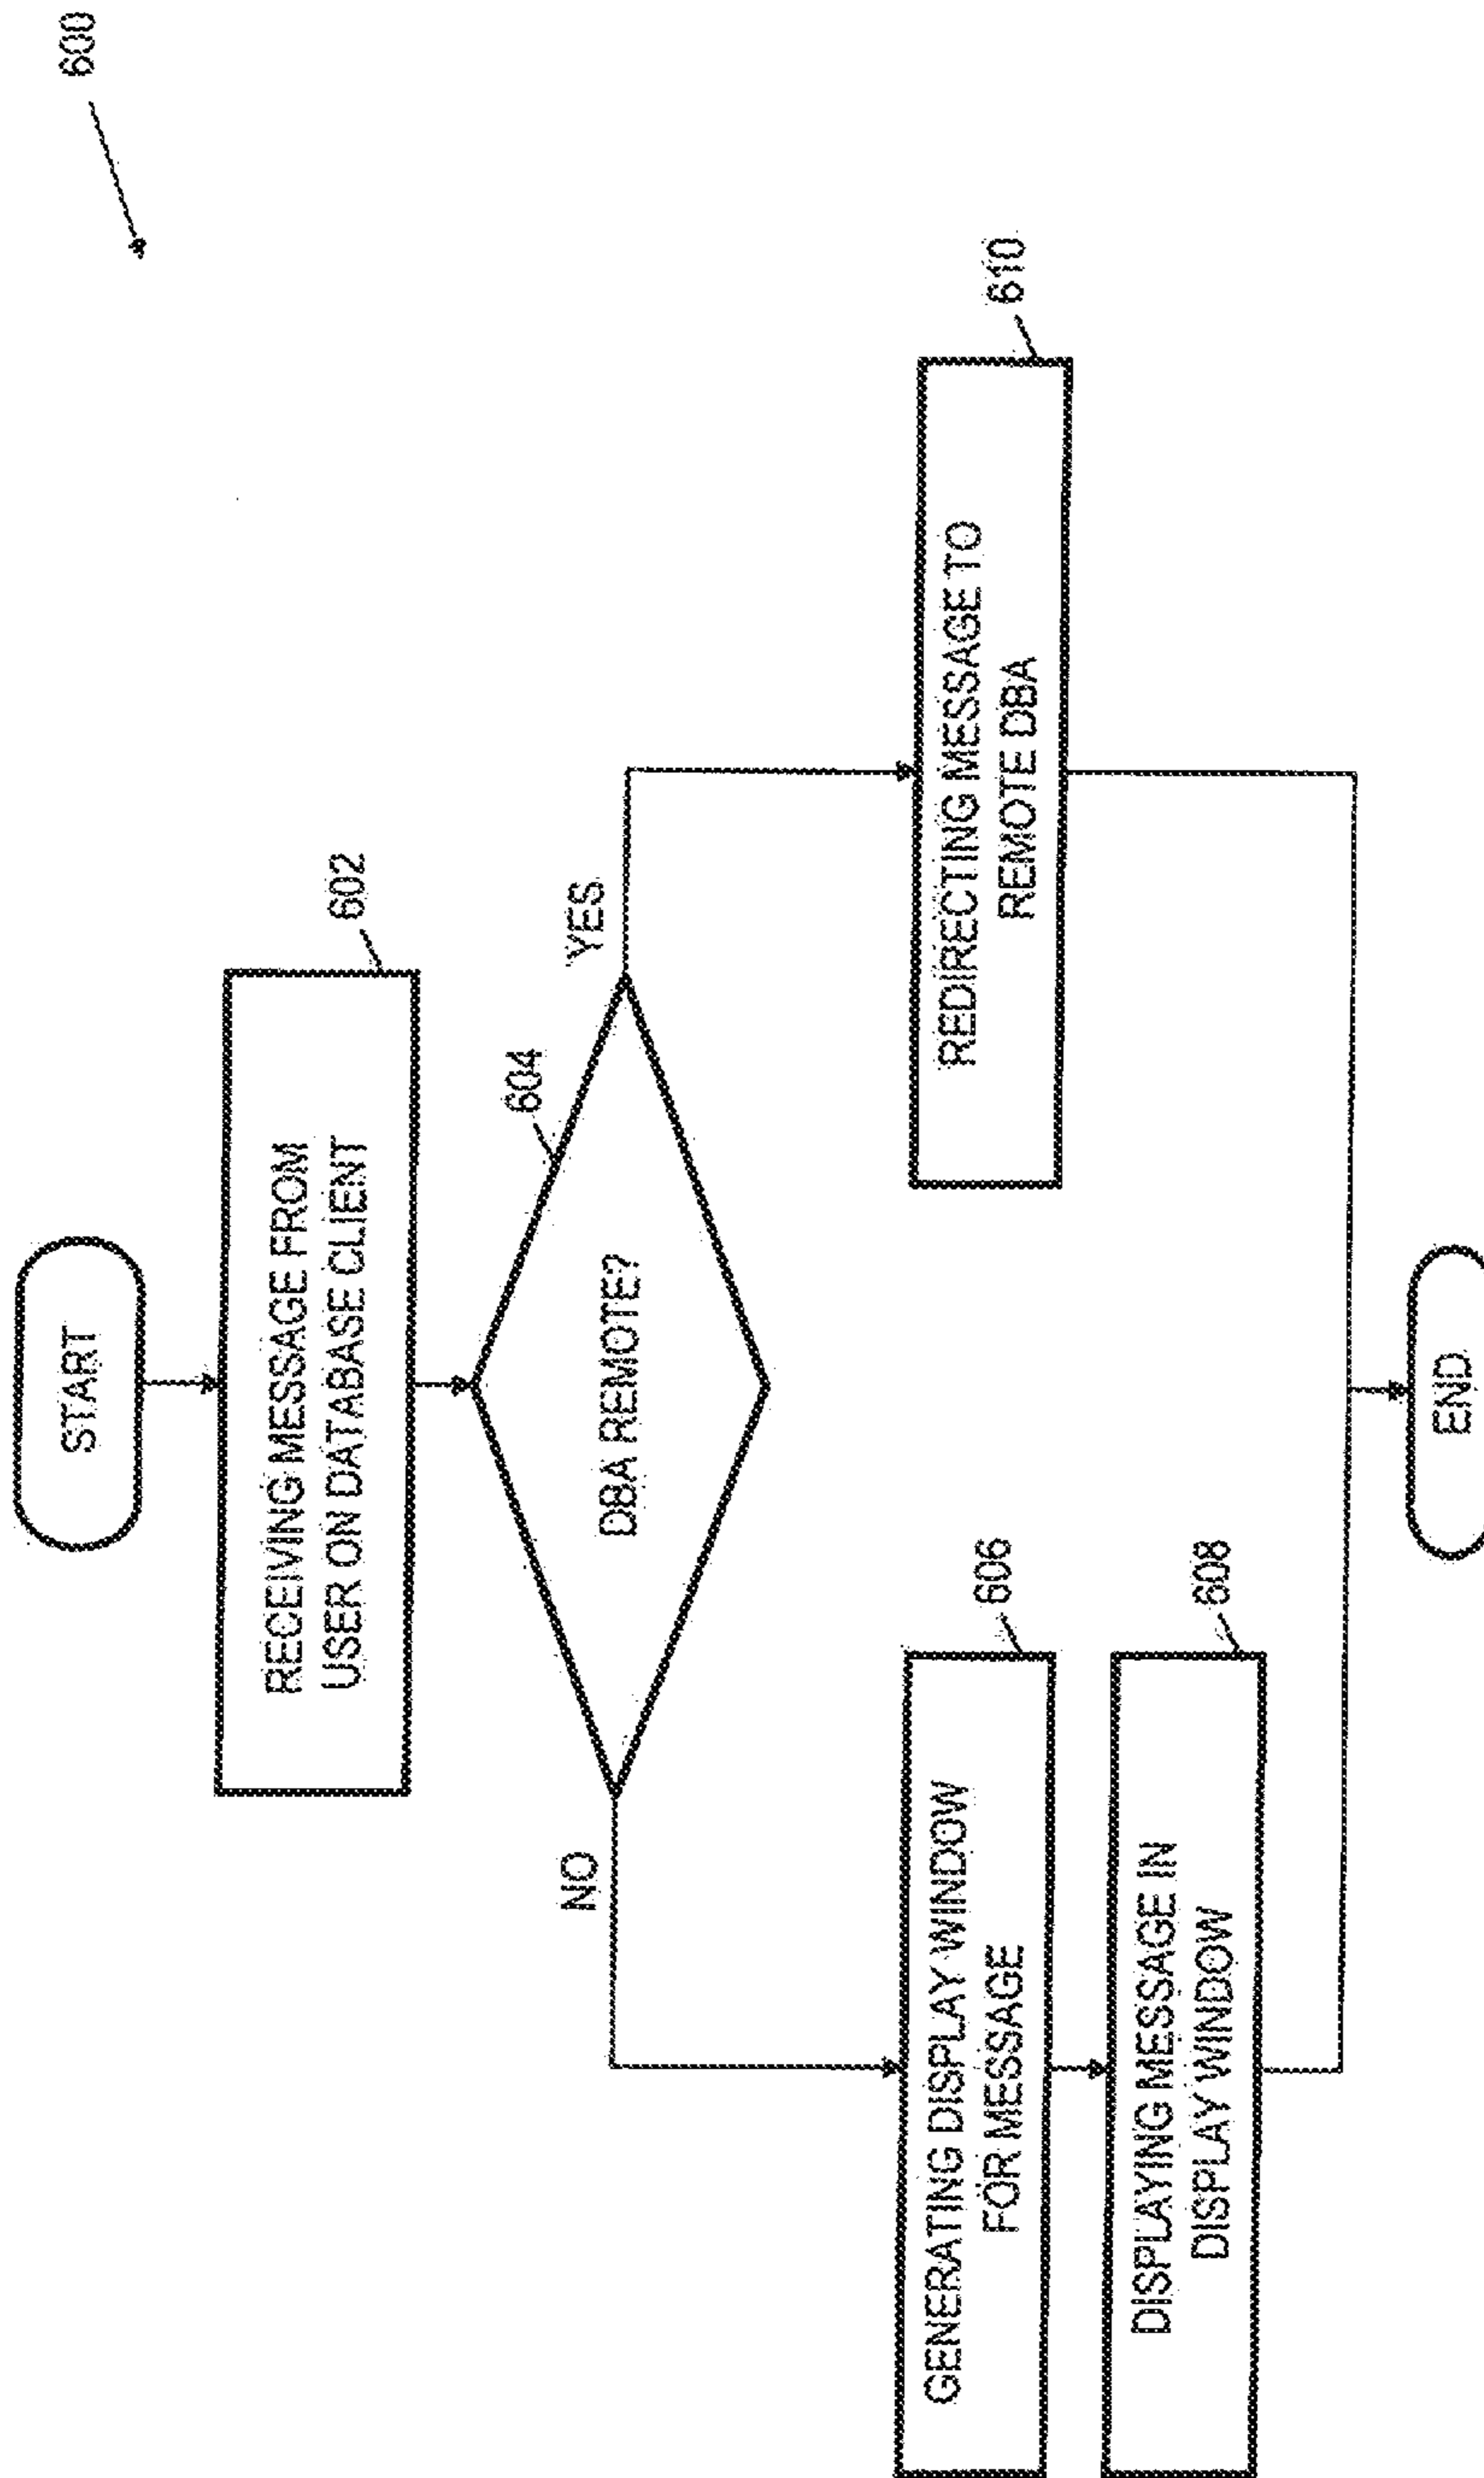 600
START
RECEIVING MESSAGE FROM
USER ON DATABASE CLIENT
602
604
DBA REMOTE?
NO
YES
GENERATING DISPLAY WINDOW
FOR MESSAGE
606
DISPLAYING MESSAGE IN
DISPLAY WINDOW
608
REDIRECTING MESSAGE TO
REMOTE DBA
610
END